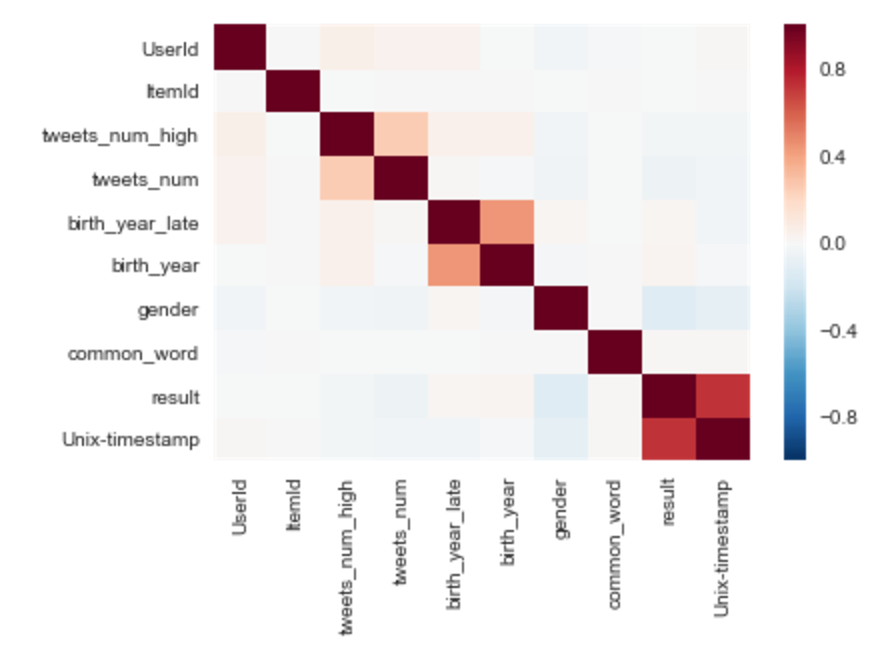 UserId
ItemId
tweets_num_high
tweets_num
birth_year_late
birth_year
gender
common_word
result
Unix-timestamp
0.8
0.4
0.0
−0.4
−0.8
UserId
ItemId
tweets_num_high
tweets_num
birth_year_late
birth_year
gender
common_word
result
Unix-timestamp